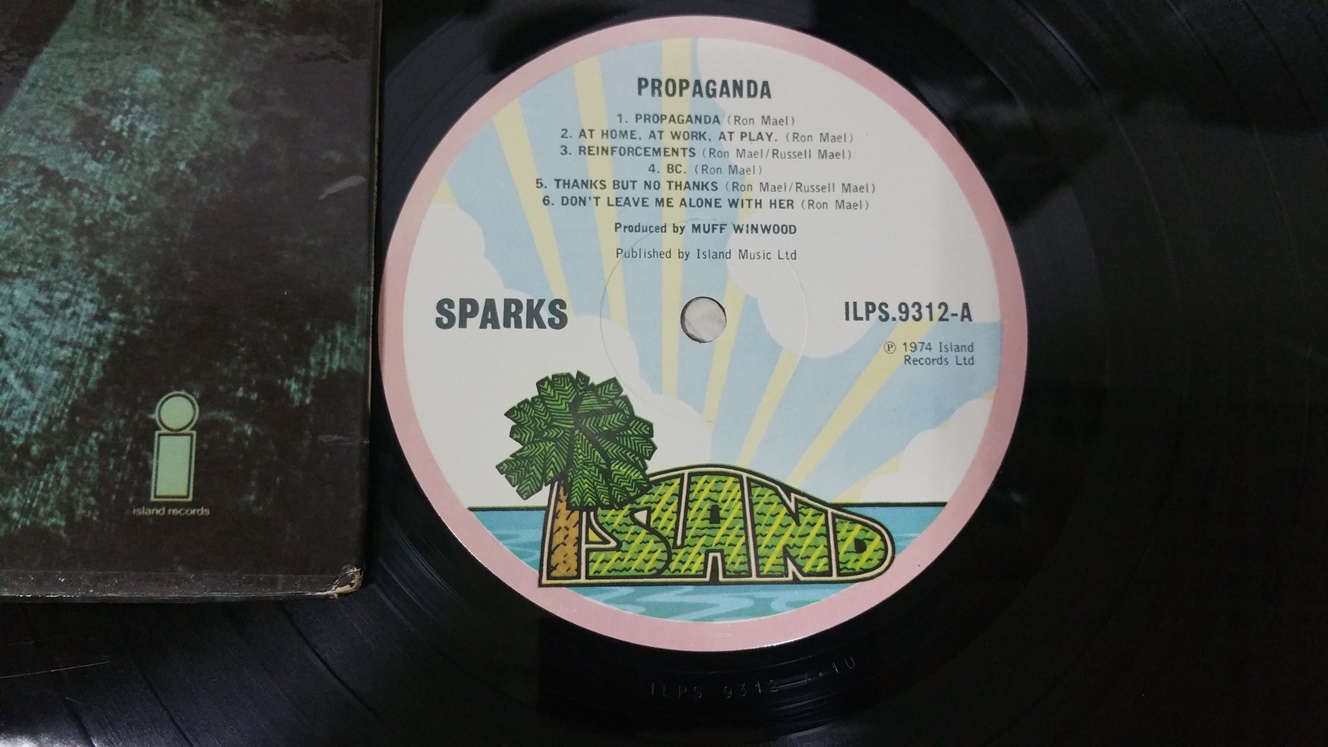 PROPAGANDA
1. PROPAGANDA (Ron Mael)
2. AT HOME, AT WORK, AT PLAY. (Ron Mael)
3. REINFORCEMENTS (Ron Mael/Russell Mael)
4. BC. (Ron Mael)
5. THANKS BUT NO THANKS (Ron Mael/Russell Mael)
6. DON'T LEAVE ME ALONE WITH HER (Ron Mael)
Produced by MUFF WINWOOD
Published by Island Music Ltd
SPARKS
ILPS.9312-A
Ⓟ 1974 Island
Records Ltd
ISLAND
i
island records
ILPS 9312 A-1U